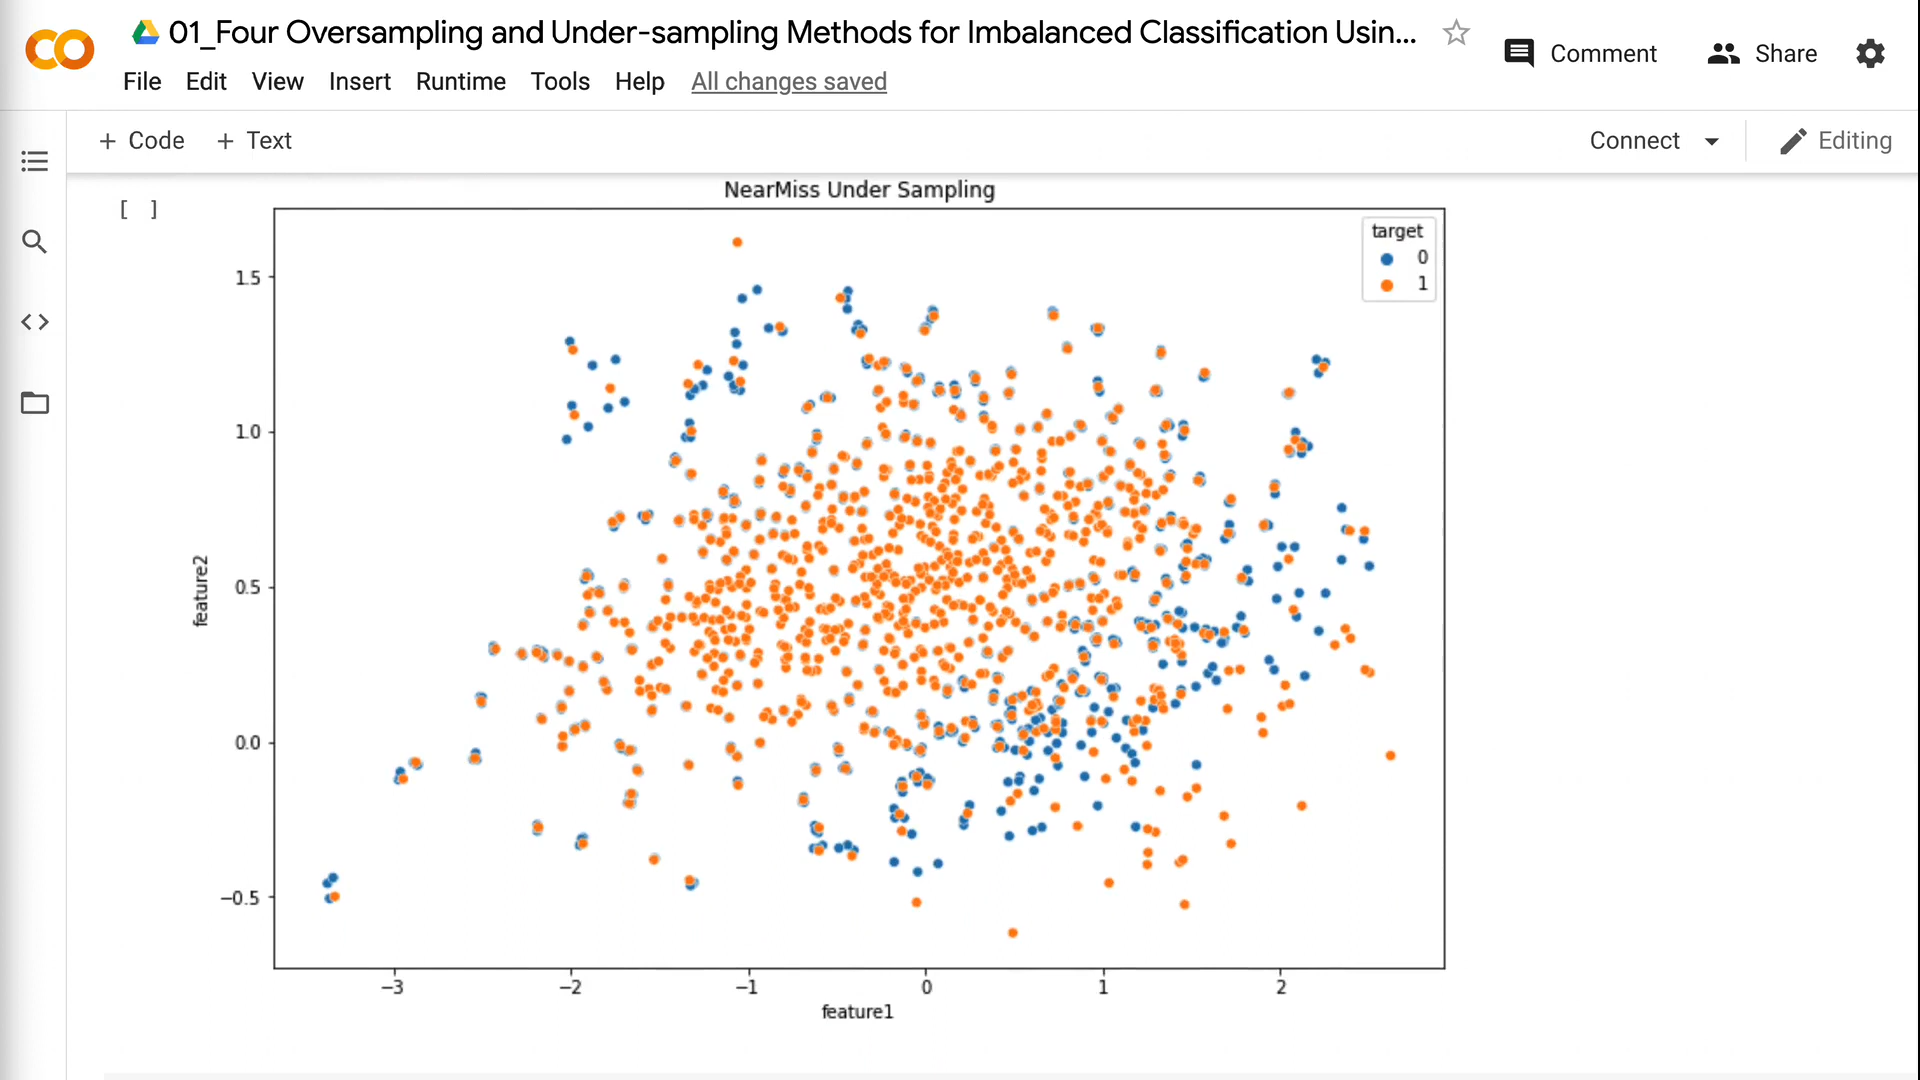 01_Four Oversampling and Under-sampling Methods for Imbalanced Classification Usin...
File Edit View Insert Runtime Tools Help All changes saved
Comment Share
+ Code + Text
Connect Editing
[ ]
NearMiss Under Sampling
target
0
1
1.5
1.0
0.5
0.0
−0.5
feature2
−3 −2 −1 0 1 2
feature1